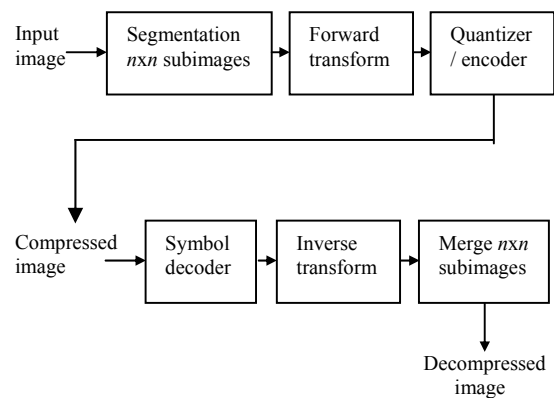 Input
image
Segmentation
nxn subimages
Forward
transform
Quantizer
/ encoder
Compressed
image
Symbol
decoder
Inverse
transform
Merge nxn
subimages
Decompressed
image